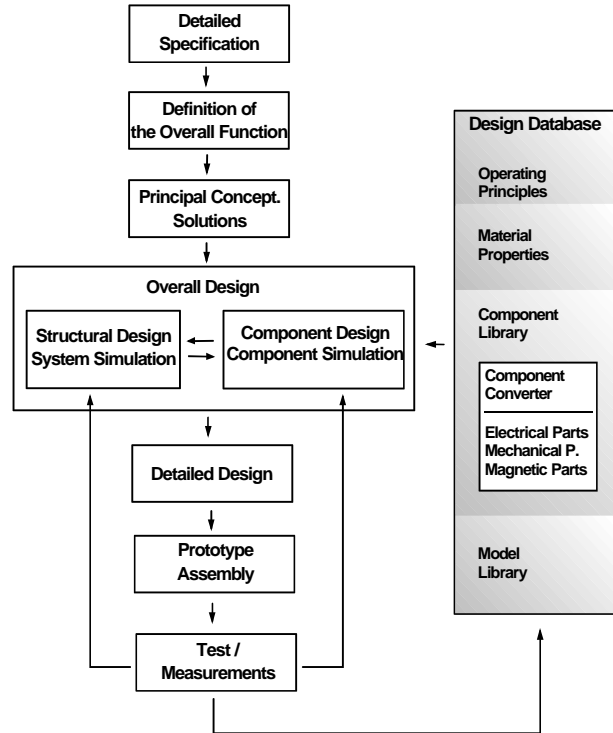 Detailed
Specification
Definition of
the Overall Function
Principal Concept.
Solutions
Overall Design
Structural Design
System Simulation
Component Design
Component Simulation
Detailed Design
Prototype
Assembly
Test /
Measurements
Design Database
Operating
Principles
Material
Properties
Component
Library
Component
Converter
Electrical Parts
Mechanical P.
Magnetic Parts
Model
Library